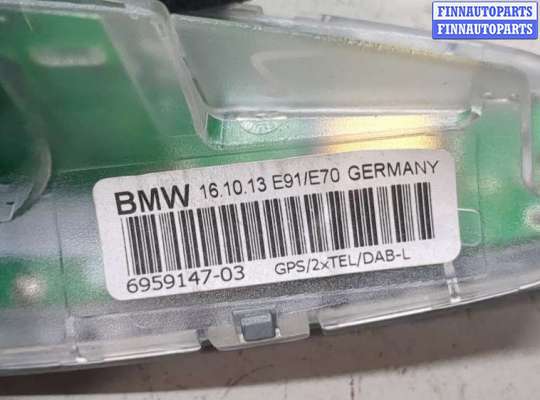 FINNAUTOPARTS
FINNAUTOPARTS
BMW 16.10.13 E91/E70 GERMANY
6959147-03 GPS/2xTEL/DAB-L